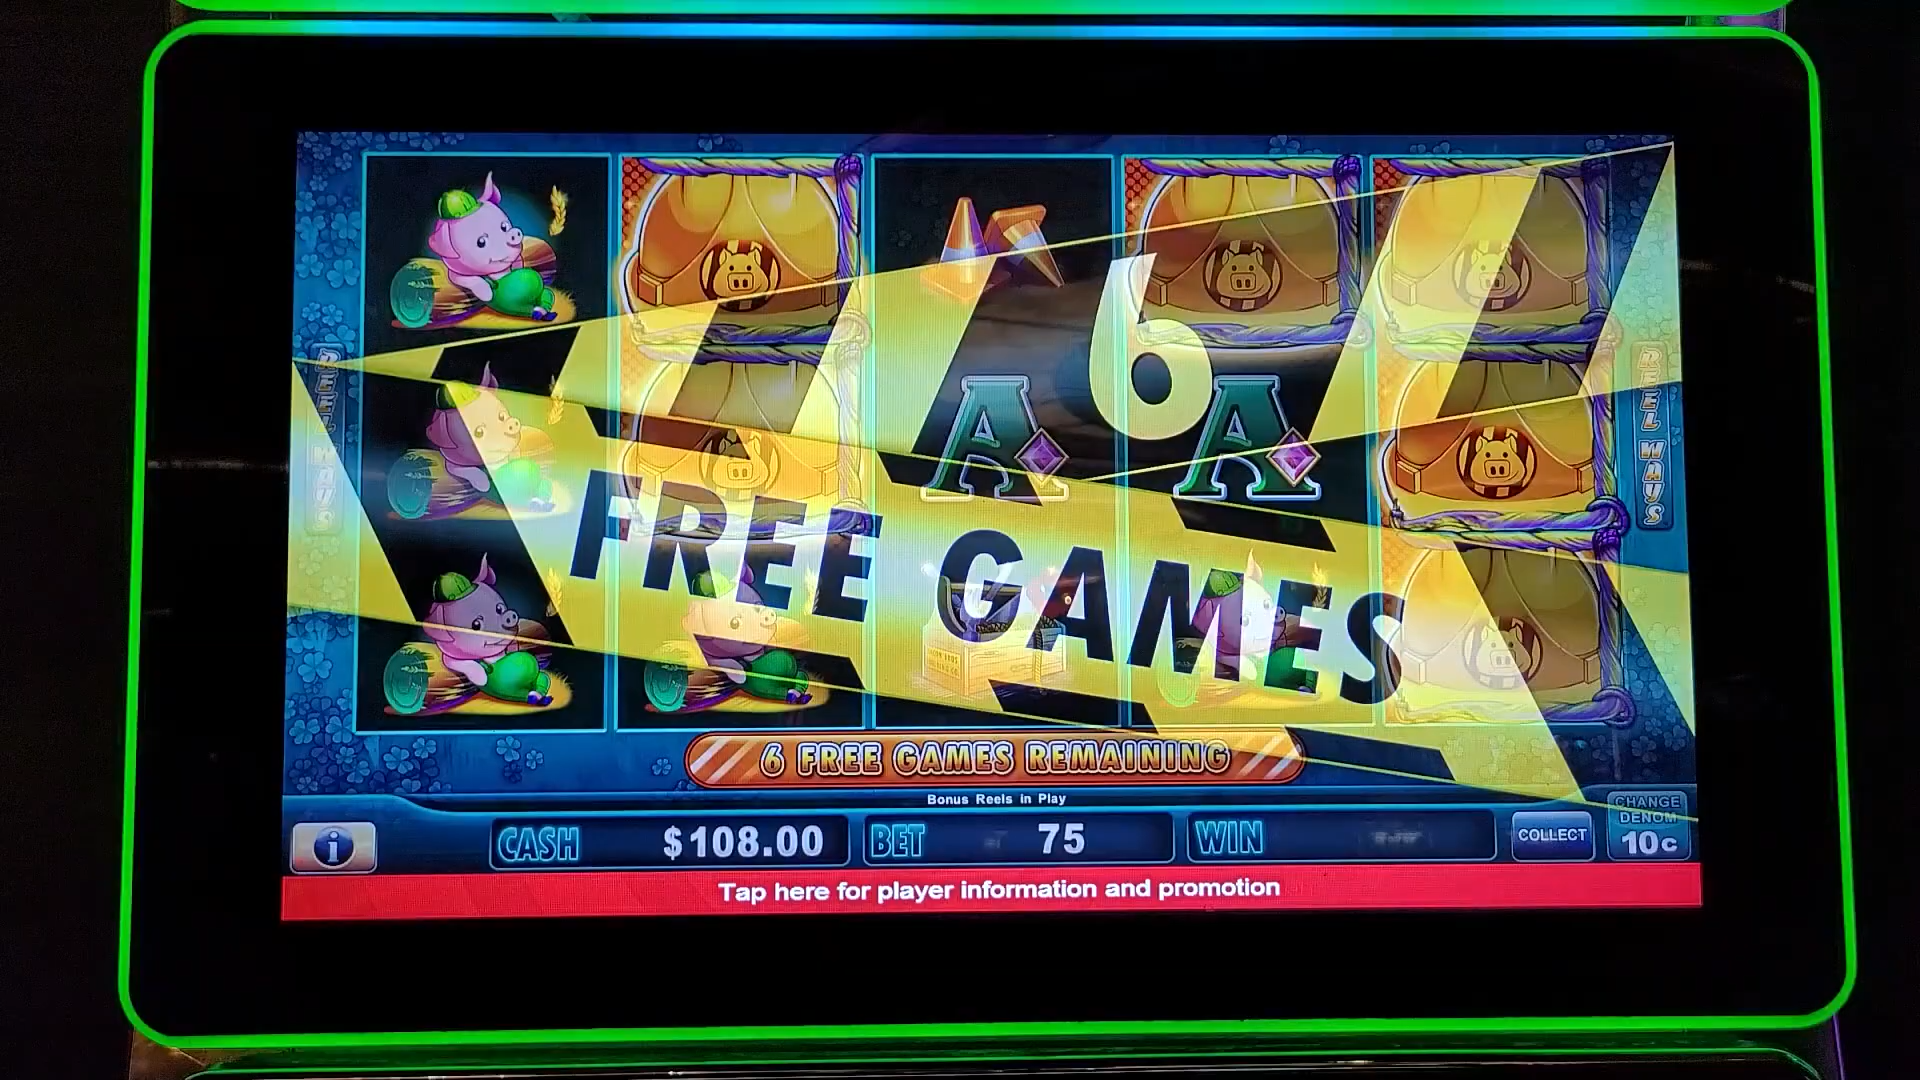 6
A A
FREE GAMES
REEL WAYS
REEL WAYS
6 FREE GAMES REMAINING
Bonus Reels in Play
CASH $108.00 BET 75 WIN COLLECT
CHANGE
DENOM
10¢
Tap here for player information and promotion